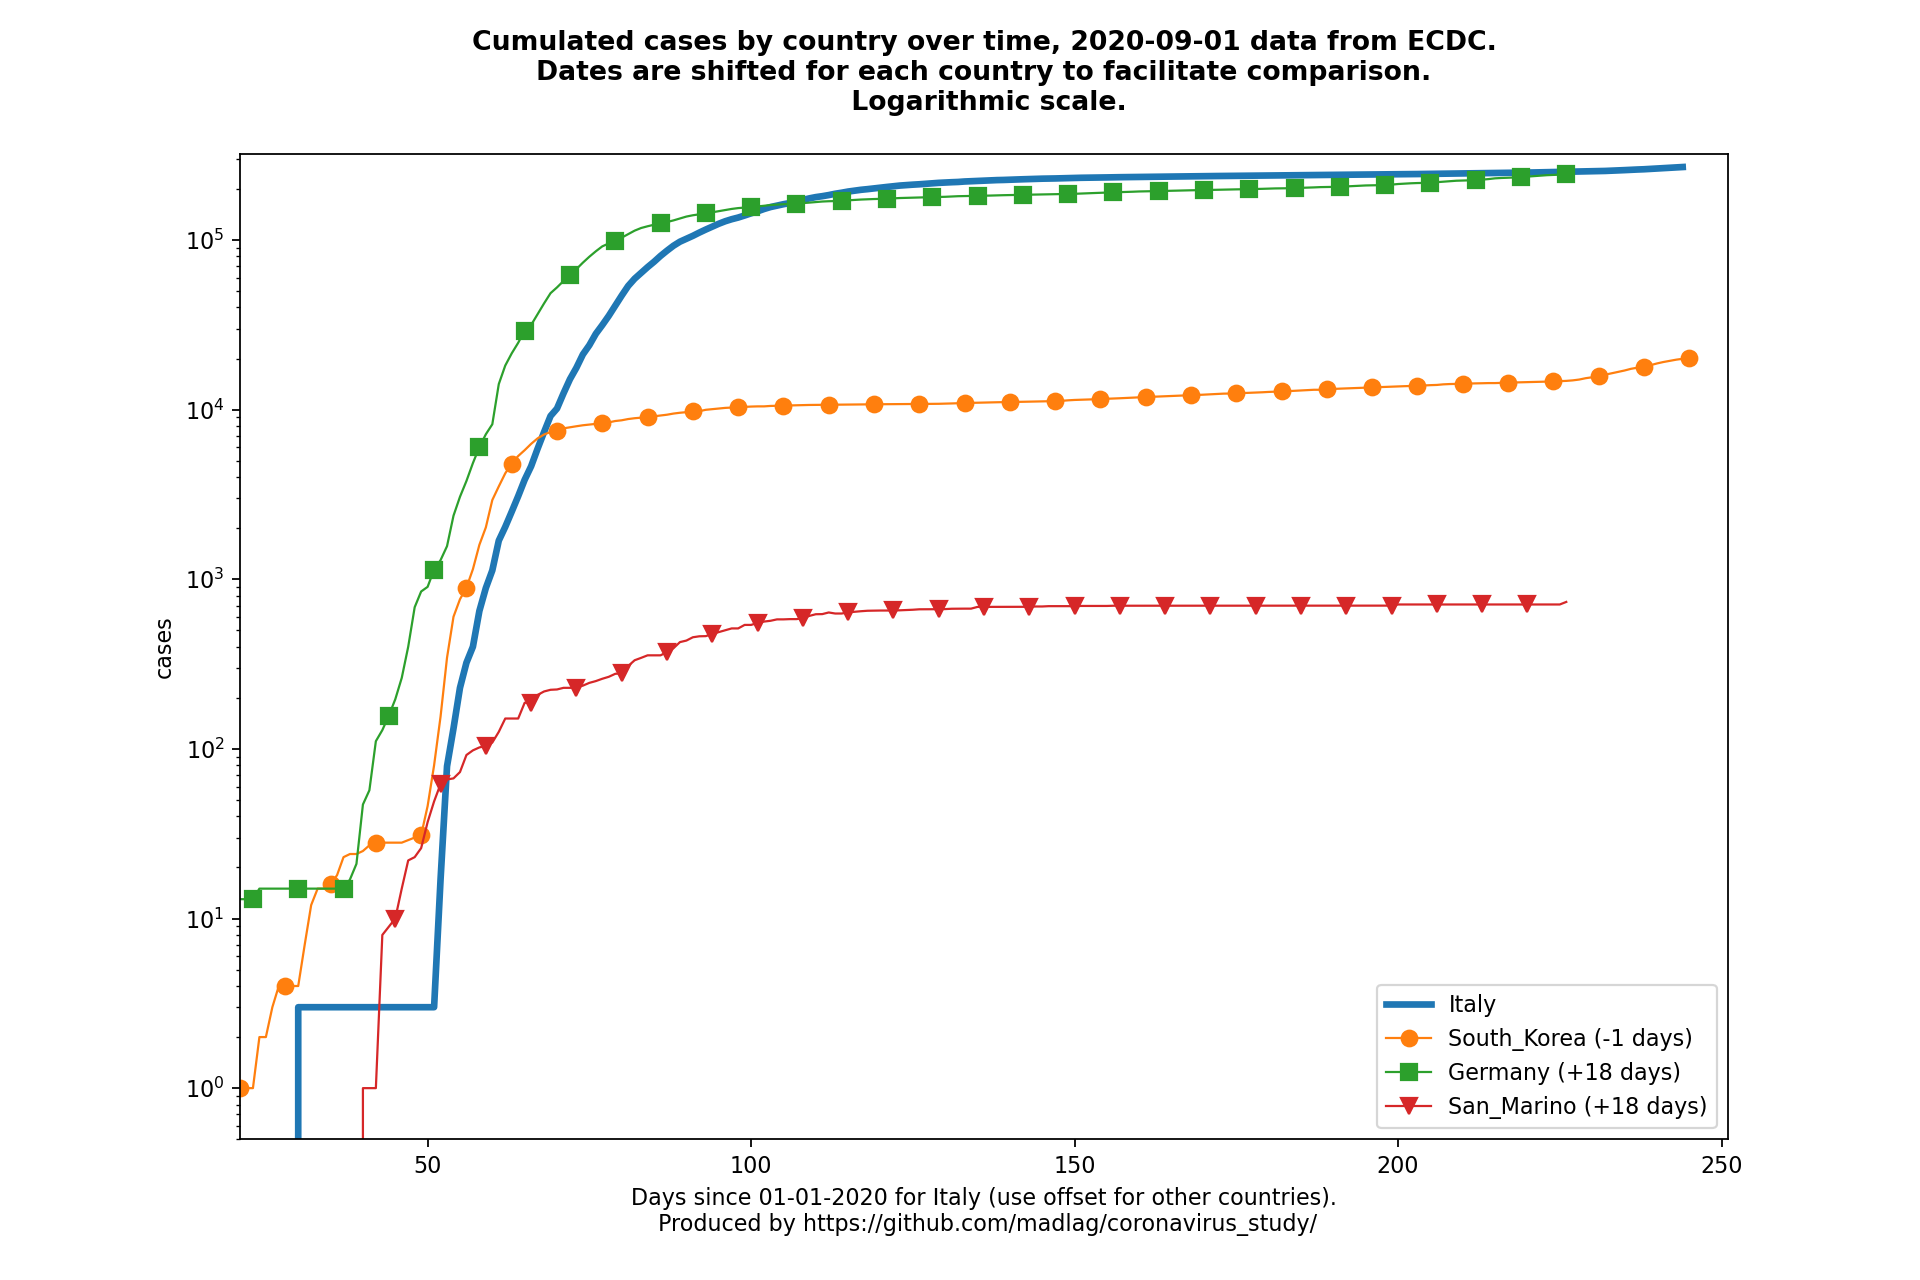 Cumulated cases by country over time, 2020-09-01 data from ECDC.
Dates are shifted for each country to facilitate comparison.
Logarithmic scale.
cases
10^5
10^4
10^3
10^2
10^1
10^0
50
100
150
200
250
Italy
South_Korea (-1 days)
Germany (+18 days)
San_Marino (+18 days)
Days since 01-01-2020 for Italy (use offset for other countries).
Produced by https://github.com/madlag/coronavirus_study/